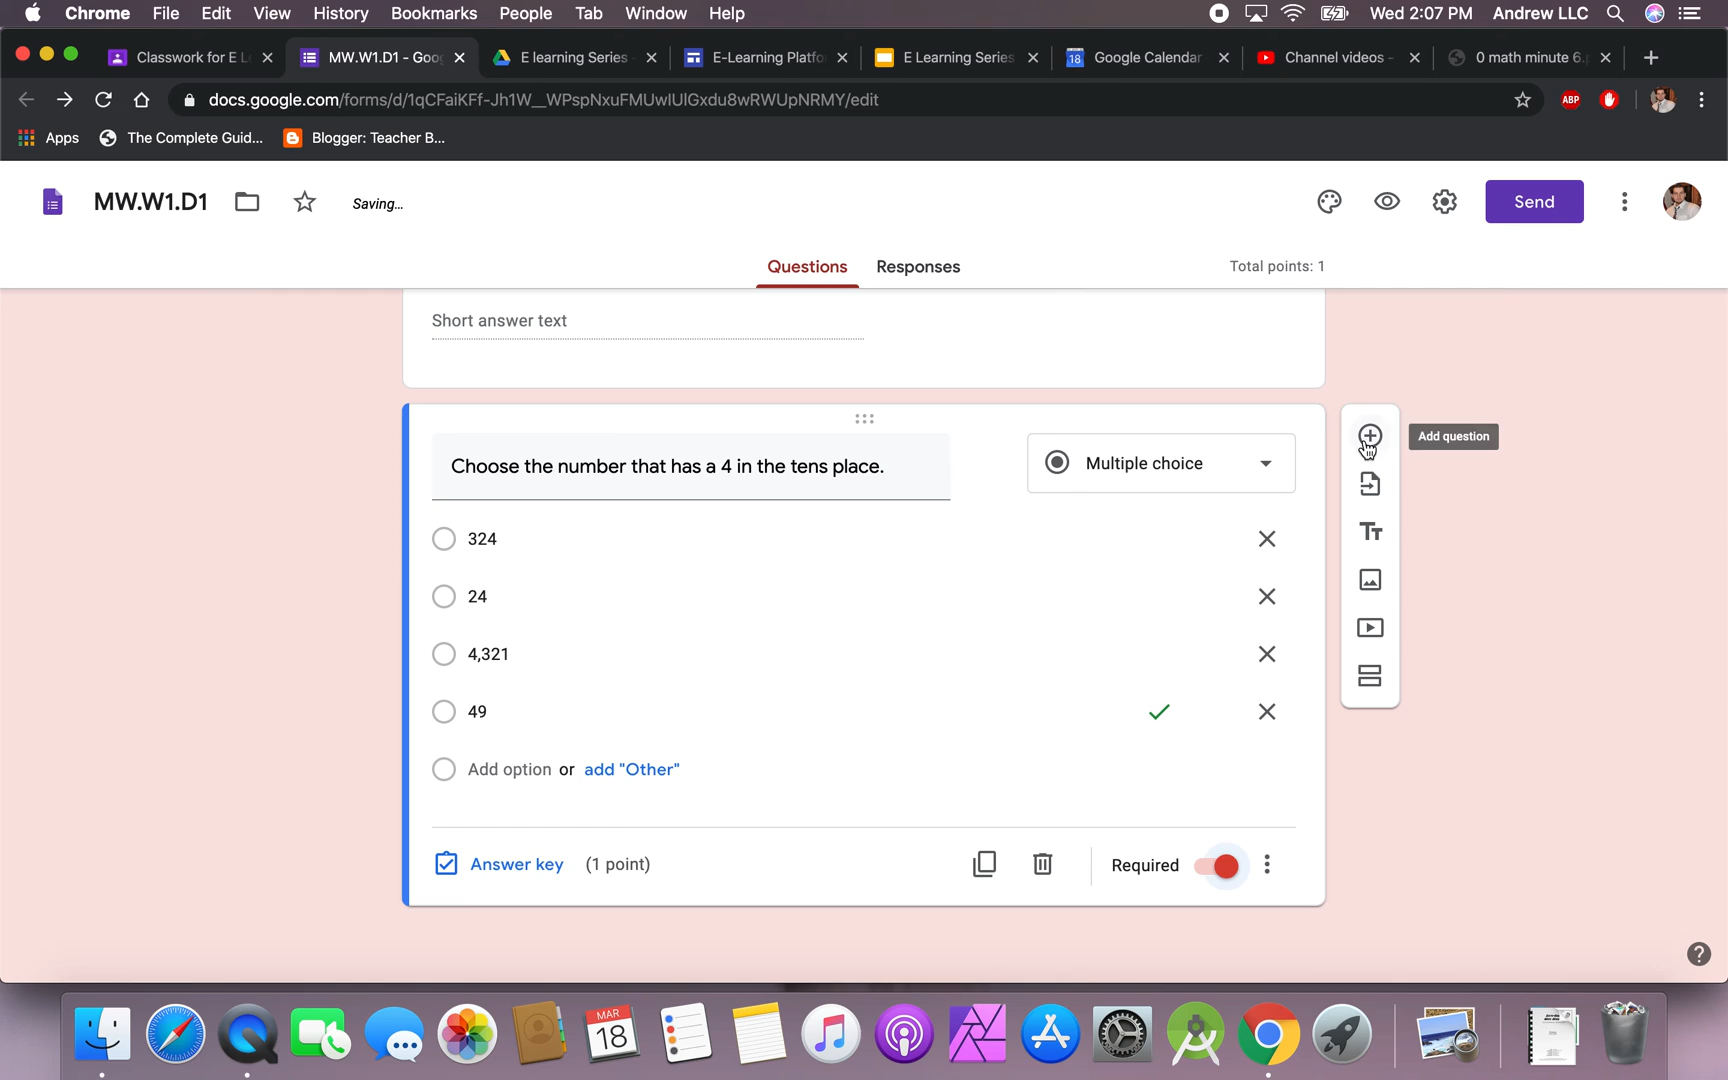 Chrome File Edit View History Bookmarks People Tab Window Help Wed 2:07 PM Andrew LLC
Classwork for E L MW.W1.D1 - Goo E learning Series - E-Learning Platfo E Learning Series Google Calendar 18 Channel videos - 0 math minute 6.p
docs.google.com/forms/d/1qCFaiKFf-Jh1W__WPspNxuFMUwIUIGxdu8wRWUpNRMY/edit ABP
Apps The Complete Guid... Blogger: Teacher B...
MW.W1.D1 Saving... Send
Questions Responses Total points: 1
Short answer text
Choose the number that has a 4 in the tens place. Multiple choice Add question
324
Tт
24
4,321
49
Add option or add "Other"
Answer key (1 point) Required
?
MAR
18